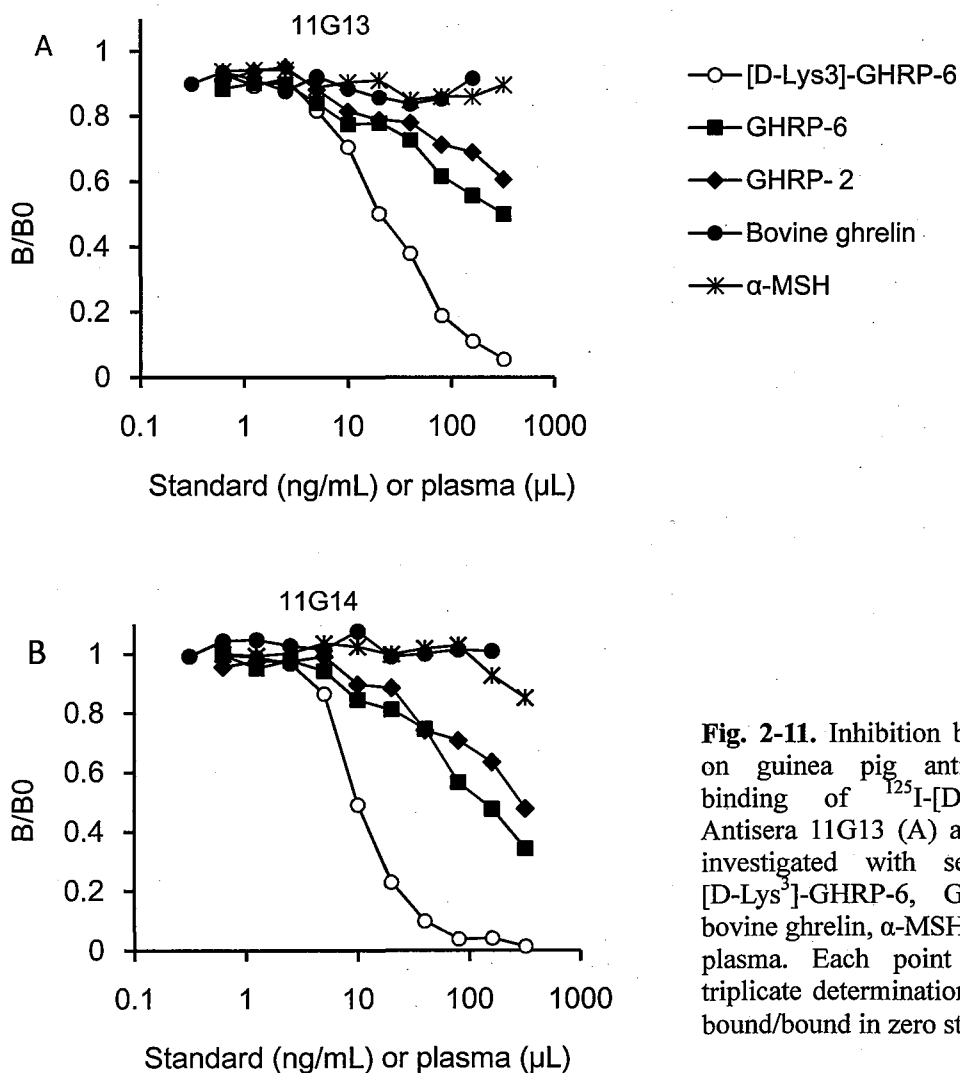 A
11G13
1
0.8
0.6
0.4
0.2
0
B/B0
0.1 1 10 100 1000
Standard (ng/mL) or plasma (µL)
[D-Lys3]-GHRP-6
GHRP-6
GHRP- 2
Bovine ghrelin
α-MSH
B
11G14
1
0.8
0.6
0.4
0.2
0
B/B0
0.1 1 10 100 1000
Standard (ng/mL) or plasma (µL)
Fig. 2-11. Inhibition b
on guinea pig anti
binding of ¹²⁵I-[D
Antisera 11G13 (A) a
investigated with se
[D-Lys³]-GHRP-6, G
bovine ghrelin, α-MSH
plasma. Each point
triplicate determination
bound/bound in zero st